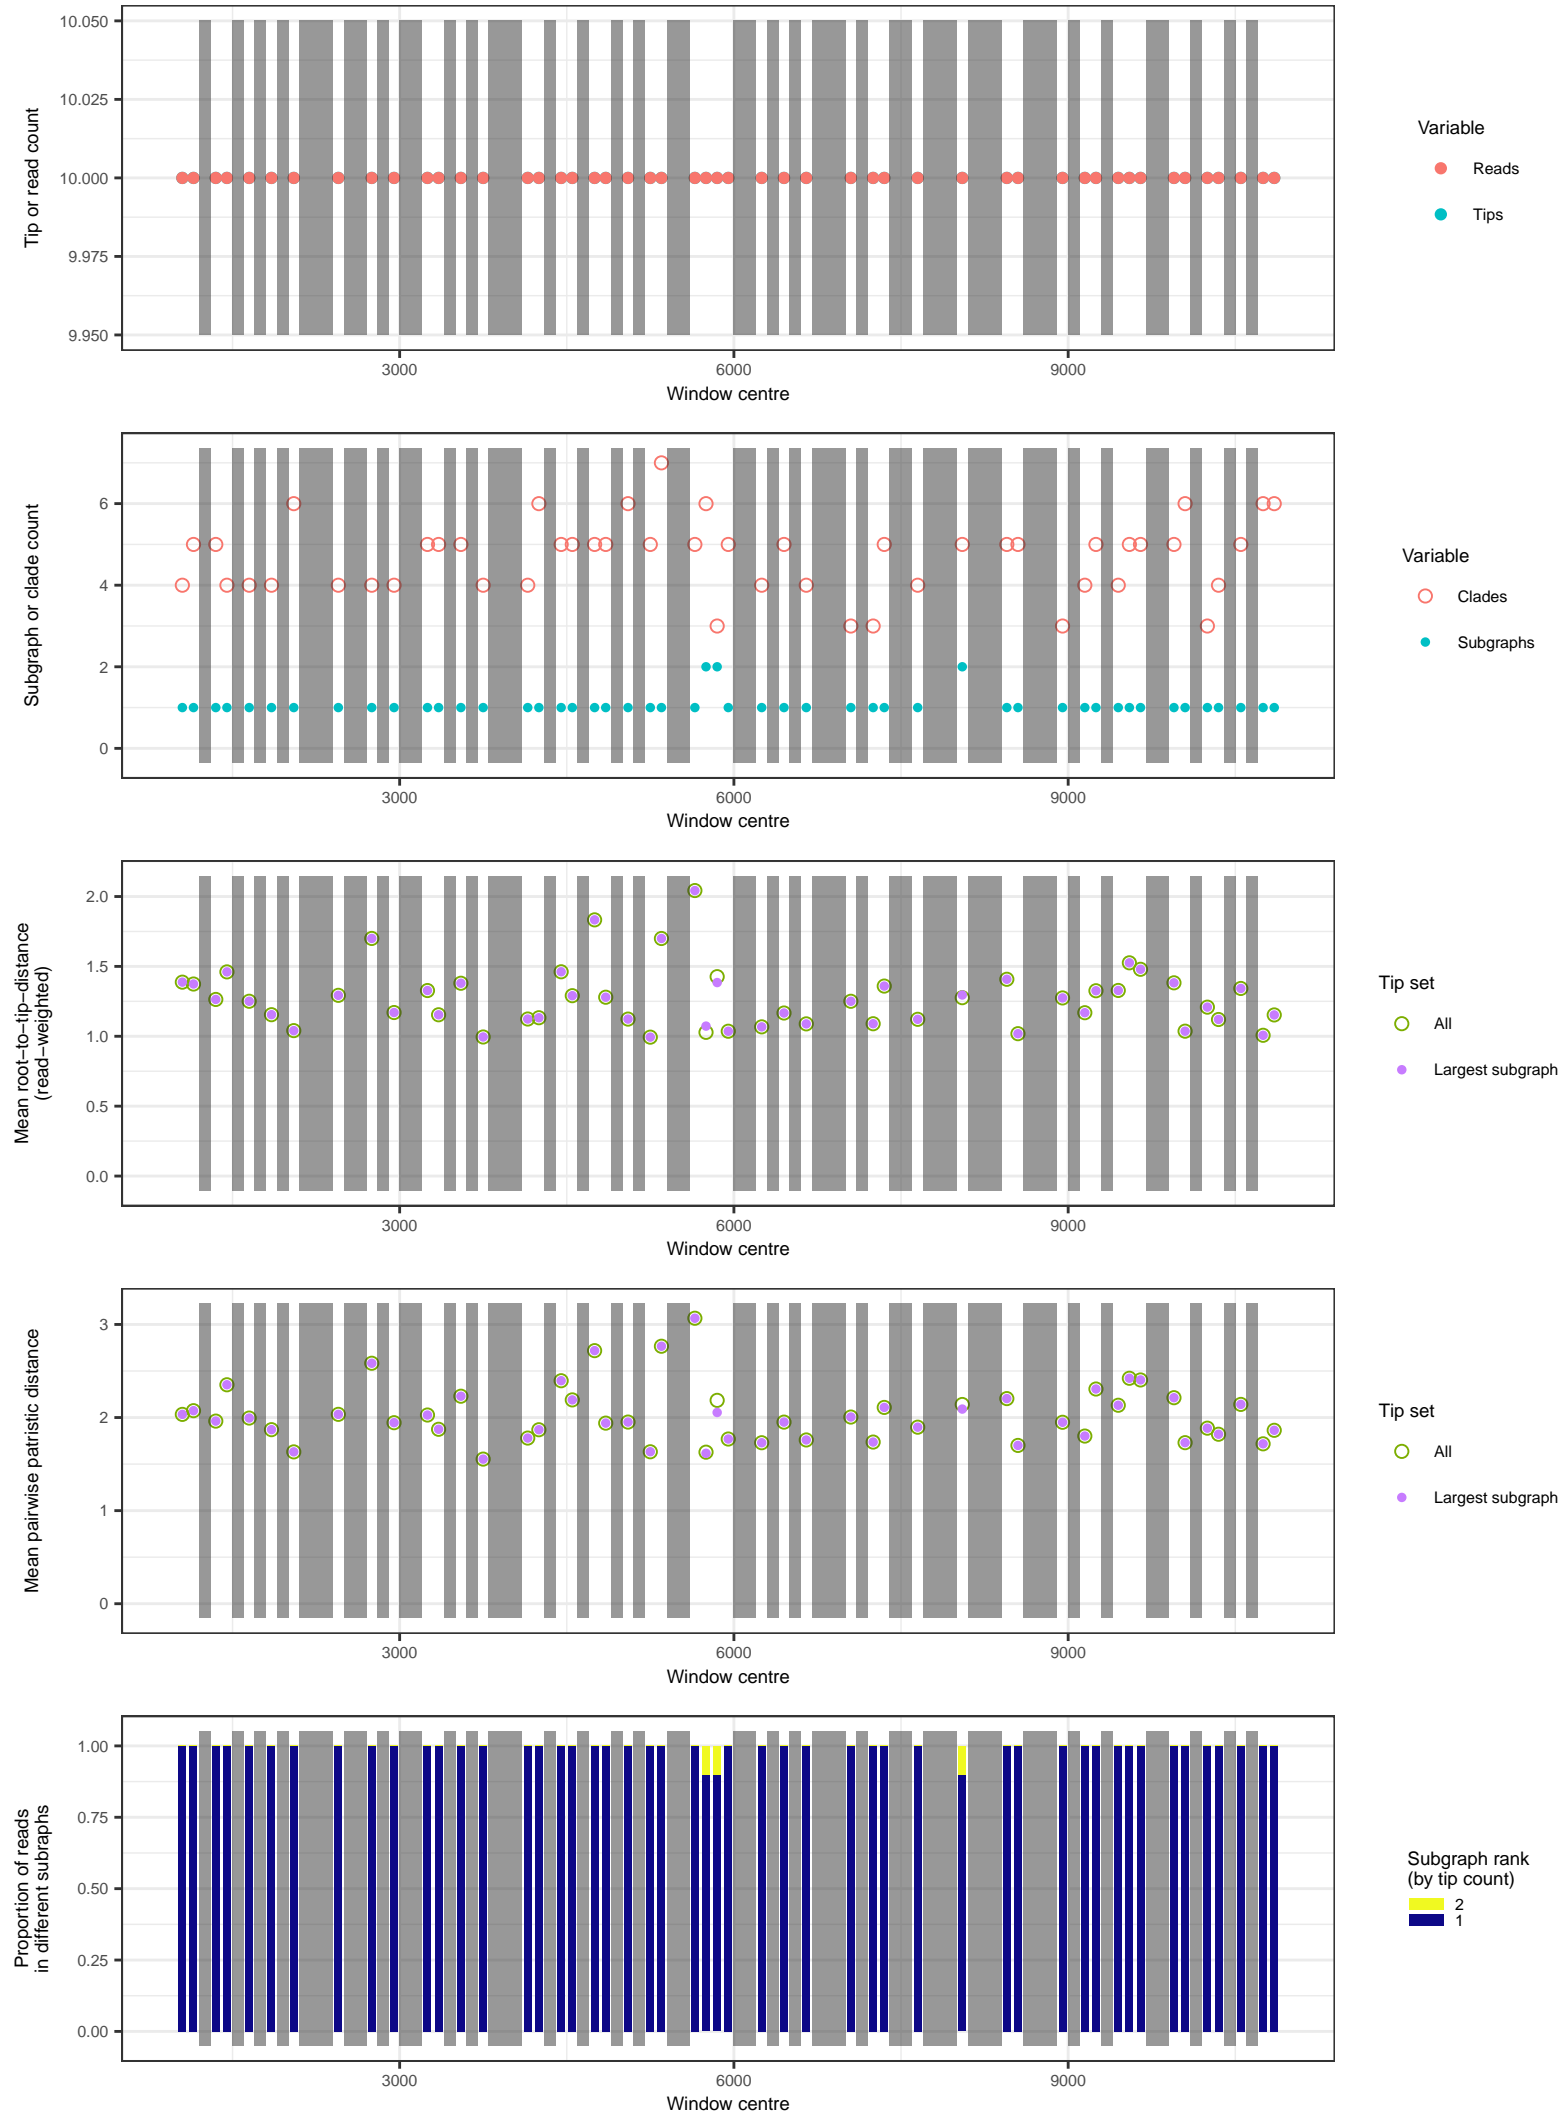 10.050
10.025
10.000
9.975
9.950
Tip or read count
3000 6000 9000
Window centre
Variable
Reads
Tips
6
4
2
0
Subgraph or clade count
3000 6000 9000
Window centre
Variable
Clades
Subgraphs
2.0
1.5
1.0
0.5
0.0
Mean root−to−tip−distance
(read−weighted)
3000 6000 9000
Window centre
Tip set
All
Largest subgraph
3
2
1
0
Mean pairwise patristic distance
3000 6000 9000
Window centre
Tip set
All
Largest subgraph
1.00
0.75
0.50
0.25
0.00
Proportion of reads
in different subraphs
3000 6000 9000
Window centre
Subgraph rank
(by tip count)
2
1